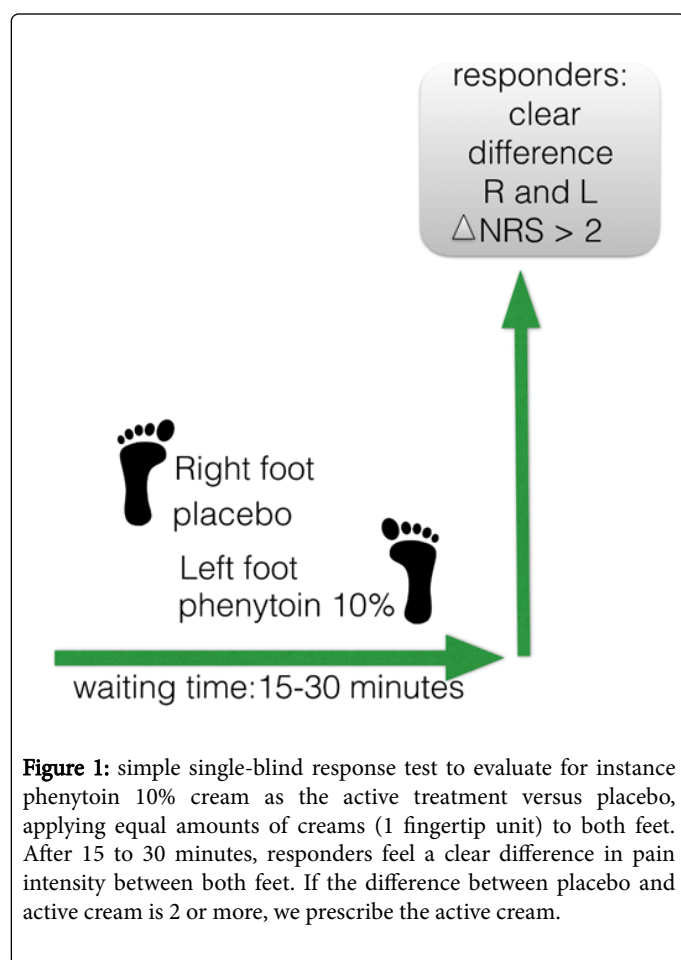 responders:
clear
difference
R and L
△NRS > 2
Right foot
placebo
Left foot
phenytoin 10%
waiting time:15-30 minutes
Figure 1: simple single-blind response test to evaluate for instance
phenytoin 10% cream as the active treatment versus placebo,
applying equal amounts of creams (1 fingertip unit) to both feet.
After 15 to 30 minutes, responders feel a clear difference in pain
intensity between both feet. If the difference between placebo and
active cream is 2 or more, we prescribe the active cream.